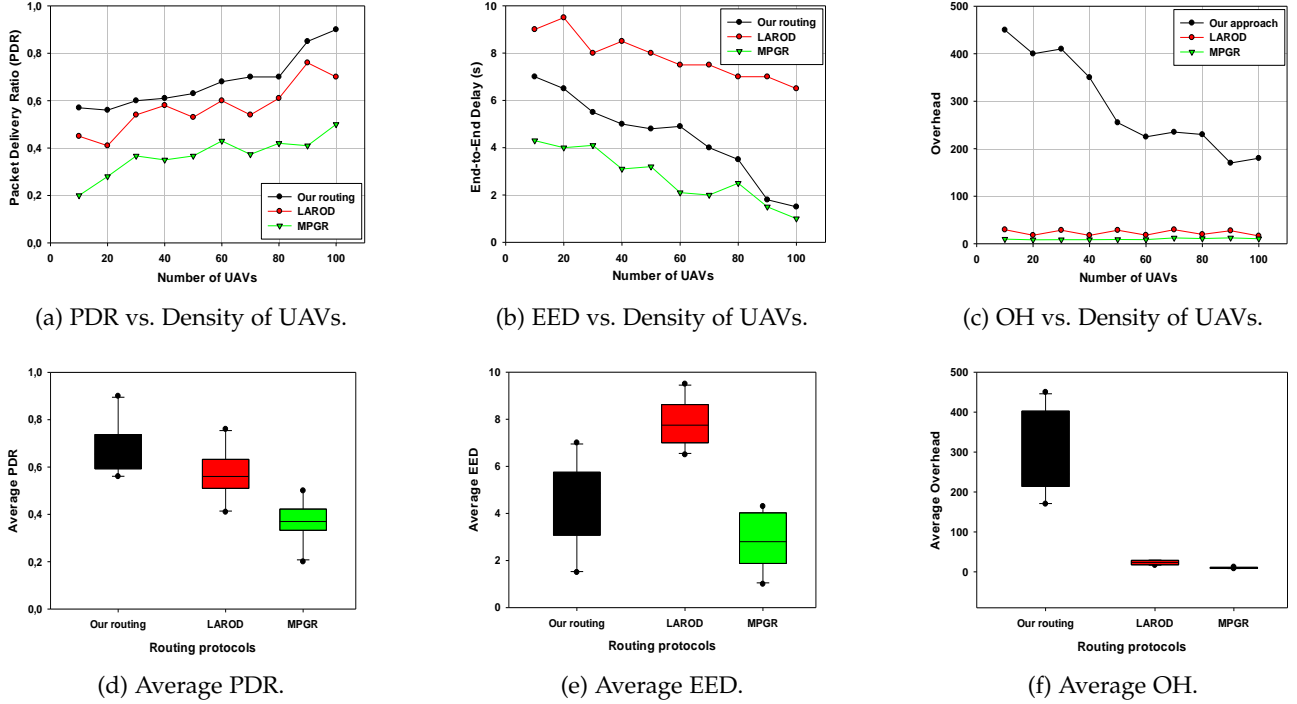 Packet Delivery Ratio (PDR)
1,0
0,8
0,6
0,4
0,2
0,0
0 20 40 60 80 100
Number of UAVs
Our routing
LAROD
MPGR
(a) PDR vs. Density of UAVs.
End-to-End Delay (s)
10
8
6
4
2
0
0 20 40 60 80 100
Number of UAVs
Our routing
LAROD
MPGR
(b) EED vs. Density of UAVs.
Overhead
500
400
300
200
100
0
0 20 40 60 80 100
Number of UAVs
Our approach
LAROD
MPGR
(c) OH vs. Density of UAVs.
Average PDR
1,0
0,8
0,6
0,4
0,2
0,0
Our routing LAROD MPGR
Routing protocols
(d) Average PDR.
Average EED
10
8
6
4
2
0
Our routing LAROD MPGR
Routing protocols
(e) Average EED.
Average Overhead
500
400
300
200
100
0
Our routing LAROD MPGR
Routing protocols
(f) Average OH.